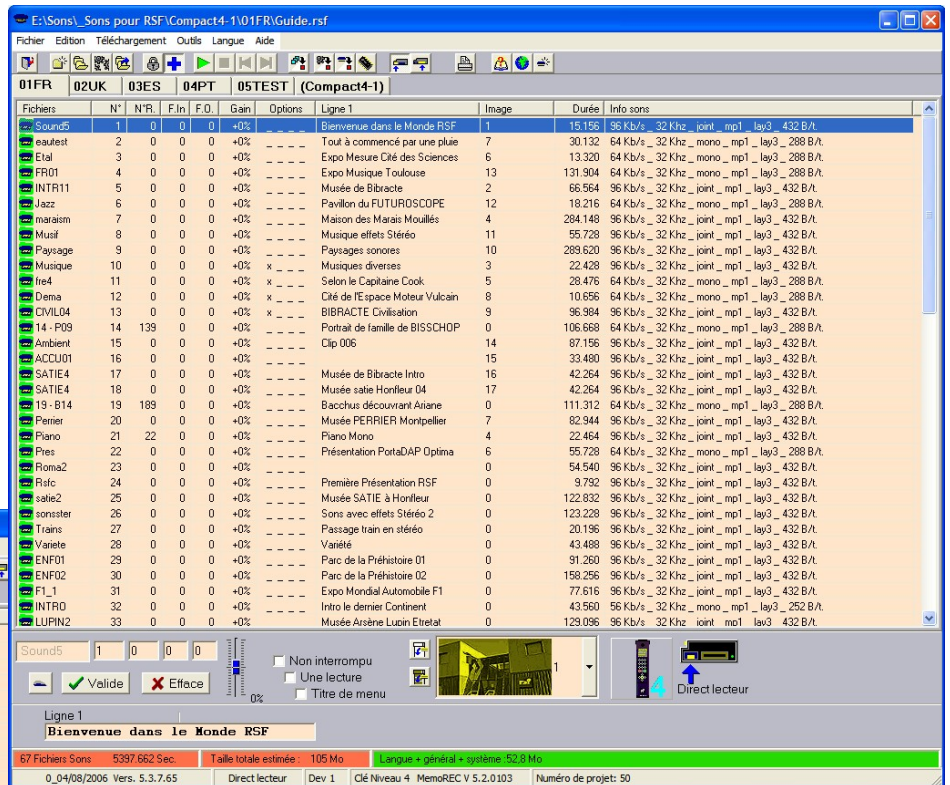 E:\Sons\_Sons pour RSF\Compact4-1\01FR\Guide.rsf
Fichier Edition Téléchargement Outils Langue Aide
01FR 02UK 03ES 04PT 05TEST (Compact4-1)
Fichiers N° N°R. F.In F.O. Gain Options Ligne 1 Image Durée Info sons
Sound5 1 0 0 0 +0% _ _ _ _ Bienvenue dans le Monde RSF 1 15.156 96 Kb/s _ 32 Khz _ joint _ mp1 _ lay3 _ 432 B/t.
eautest 2 0 0 0 +0% _ _ _ _ Tout à commencé par une pluie 7 30.132 64 Kb/s _ 32 Khz _ mono _ mp1 _ lay3 _ 288 B/t.
Etal 3 0 0 0 +0% _ _ _ _ Expo Mesure Cité des Sciences 6 13.320 64 Kb/s _ 32 Khz _ mono _ mp1 _ lay3 _ 288 B/t.
FR01 4 0 0 0 +0% _ _ _ _ Expo Musique Toulouse 13 131.904 64 Kb/s _ 32 Khz _ mono _ mp1 _ lay3 _ 288 B/t.
INTR11 5 0 0 0 +0% _ _ _ _ Musée de Bibracte 2 66.564 96 Kb/s _ 32 Khz _ joint _ mp1 _ lay3 _ 432 B/t.
Jazz 6 0 0 0 +0% _ _ _ _ Pavillon du FUTUROSCOPE 12 18.216 64 Kb/s _ 32 Khz _ mono _ mp1 _ lay3 _ 288 B/t.
maraism 7 0 0 0 +0% _ _ _ _ Maison des Marais Mouillés 4 284.148 96 Kb/s _ 32 Khz _ joint _ mp1 _ lay3 _ 432 B/t.
Musif 8 0 0 0 +0% _ _ _ _ Musique effets Stéréo 11 55.728 96 Kb/s _ 32 Khz _ joint _ mp1 _ lay3 _ 432 B/t.
Paysage 9 0 0 0 +0% _ _ _ _ Paysages sonores 10 289.620 96 Kb/s _ 32 Khz _ joint _ mp1 _ lay3 _ 432 B/t.
Musique 10 0 0 0 +0% x _ _ _ Musiques diverses 3 22.428 96 Kb/s _ 32 Khz _ joint _ mp1 _ lay3 _ 432 B/t.
fre4 11 0 0 0 +0% x _ _ _ Selon le Capitaine Cook 5 28.476 64 Kb/s _ 32 Khz _ mono _ mp1 _ lay3 _ 288 B/t.
Dema 12 0 0 0 +0% x _ _ _ Cité de l'Espace Moteur Vulcain 8 10.656 64 Kb/s _ 32 Khz _ mono _ mp1 _ lay3 _ 288 B/t.
CIVIL04 13 0 0 0 +0% x _ _ _ BIBRACTE Civilisation 9 96.984 96 Kb/s _ 32 Khz _ joint _ mp1 _ lay3 _ 432 B/t.
14 - P09 14 139 0 0 +0% _ _ _ _ Portrait de famille de BISSCHOP 0 106.668 64 Kb/s _ 32 Khz _ mono _ mp1 _ lay3 _ 288 B/t.
Ambient 15 0 0 0 +0% _ _ _ _ Clip 006 14 87.156 96 Kb/s _ 32 Khz _ joint _ mp1 _ lay3 _ 432 B/t.
ACCU01 16 0 0 0 +0% _ _ _ _ 15 33.480 96 Kb/s _ 32 Khz _ joint _ mp1 _ lay3 _ 432 B/t.
SATIE4 17 0 0 0 +0% _ _ _ _ Musée de Bibracte Intro 16 42.264 96 Kb/s _ 32 Khz _ joint _ mp1 _ lay3 _ 432 B/t.
SATIE4 18 0 0 0 +0% _ _ _ _ Musée satie Honfleur 04 17 42.264 96 Kb/s _ 32 Khz _ joint _ mp1 _ lay3 _ 432 B/t.
19 - B14 19 189 0 0 +0% _ _ _ _ Bacchus découvrant Ariane 0 111.312 64 Kb/s _ 32 Khz _ mono _ mp1 _ lay3 _ 288 B/t.
Perrier 20 0 0 0 +0% _ _ _ _ Musée PERRIER Montpellier 7 82.944 96 Kb/s _ 32 Khz _ joint _ mp1 _ lay3 _ 432 B/t.
Piano 21 22 0 0 +0% _ _ _ _ Piano Mono 4 22.464 96 Kb/s _ 32 Khz _ joint _ mp1 _ lay3 _ 432 B/t.
Pres 22 0 0 0 +0% _ _ _ _ Présentation PortaDAP Optima 6 55.728 64 Kb/s _ 32 Khz _ mono _ mp1 _ lay3 _ 288 B/t.
Roma2 23 0 0 0 +0% _ _ _ _ 0 54.540 96 Kb/s _ 32 Khz _ joint _ mp1 _ lay3 _ 432 B/t.
Rsfc 24 0 0 0 +0% _ _ _ _ Première Présentation RSF 0 9.792 96 Kb/s _ 32 Khz _ joint _ mp1 _ lay3 _ 432 B/t.
satie2 25 0 0 0 +0% _ _ _ _ Musée SATIE à Honfleur 0 122.832 96 Kb/s _ 32 Khz _ joint _ mp1 _ lay3 _ 432 B/t.
sonsster 26 0 0 0 +0% _ _ _ _ Sons avec effets Stéréo 2 0 123.228 96 Kb/s _ 32 Khz _ joint _ mp1 _ lay3 _ 432 B/t.
Trains 27 0 0 0 +0% _ _ _ _ Passage train en stéréo 0 20.196 96 Kb/s _ 32 Khz _ joint _ mp1 _ lay3 _ 432 B/t.
Variete 28 0 0 0 +0% _ _ _ _ Variété 0 43.488 96 Kb/s _ 32 Khz _ joint _ mp1 _ lay3 _ 432 B/t.
ENF01 29 0 0 0 +0% _ _ _ _ Parc de la Préhistoire 01 0 91.260 96 Kb/s _ 32 Khz _ joint _ mp1 _ lay3 _ 432 B/t.
ENF02 30 0 0 0 +0% _ _ _ _ Parc de la Préhistoire 02 0 158.256 96 Kb/s _ 32 Khz _ joint _ mp1 _ lay3 _ 432 B/t.
F1_1 31 0 0 0 +0% _ _ _ _ Expo Mondial Automobile F1 0 77.616 96 Kb/s _ 32 Khz _ joint _ mp1 _ lay3 _ 432 B/t.
INTRO 32 0 0 0 +0% _ _ _ _ Intro le dernier Continent 0 43.560 56 Kb/s _ 32 Khz _ mono _ mp1 _ lay3 _ 252 B/t.
LUPIN2 33 0 0 0 +0% _ _ _ _ Musée Arsène Lupin Etretat 0 129.096 96 Kb/s _ 32 Khz _ joint _ mp1 _ lay3 _ 432 B/t.
Sound5 1 0 0 0
Non interrompu
Une lecture
Titre de menu
Valide Efface
0%
1
4
Direct lecteur
Ligne 1
Bienvenue dans le Monde RSF
67 Fichiers Sons 5397.662 Sec. Taille totale estimée : 105 Mo Langue + général + système :52,8 Mo
0_04/08/2006 Vers. 5.3.7.65 Direct lecteur Dev 1 Clé Niveau 4 MemoREC V 5.2.0103 Numéro de projet: 50